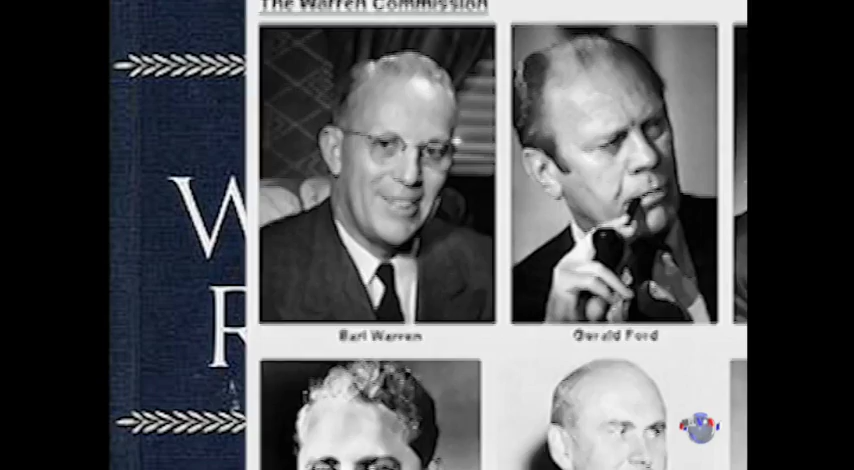 The Warren Commission
W
R
Earl Warren
Gerald Ford